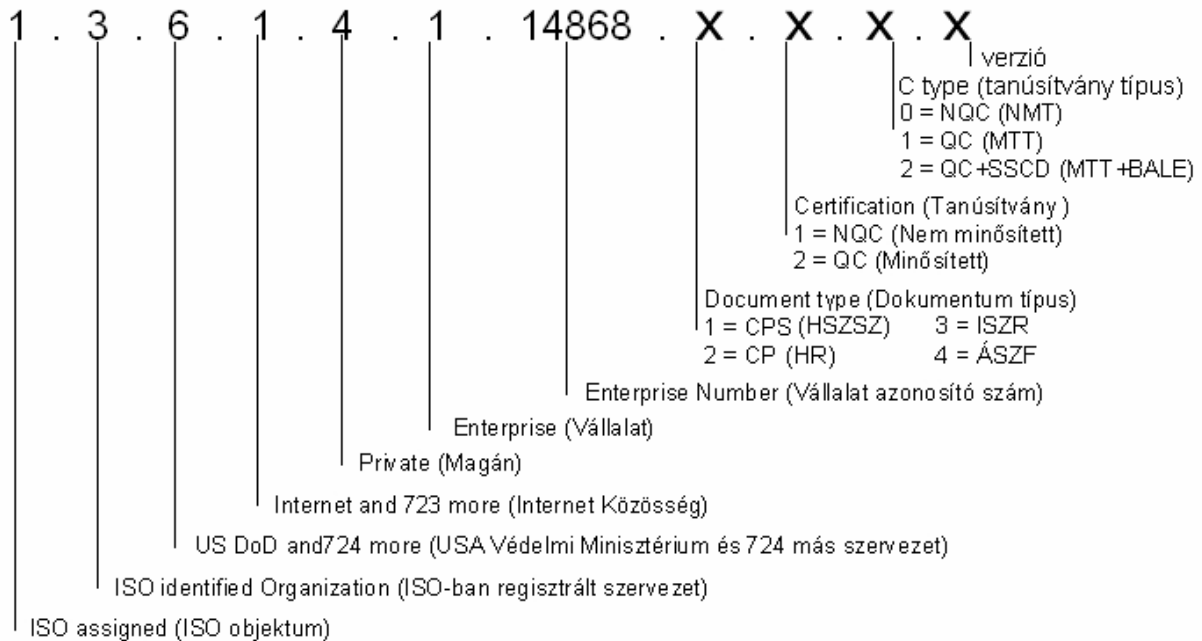 1 . 3 . 6 . 1 . 4 . 1 . 14868 . X . X . X . X
verzió
C type (tanúsítvány típus)
0 = NQC (NMT)
1 = QC (MTT)
2 = QC+SSCD (MTT+BALE)
Certification (Tanúsítvány )
1 = NQC (Nem minősített)
2 = QC (Minősített)
Document type (Dokumentum típus)
1 = CPS (HSZSZ) 3 = ISZR
2 = CP (HR) 4 = ÁSZF
Enterprise Number (Vállalat azonosító szám)
Enterprise (Vállalat)
Private (Magán)
Internet and 723 more (Internet Közösség)
US DoD and724 more (USA Védelmi Minisztérium és 724 más szervezet)
ISO identified Organization (ISO-ban regisztrált szervezet)
ISO assigned (ISO objektum)